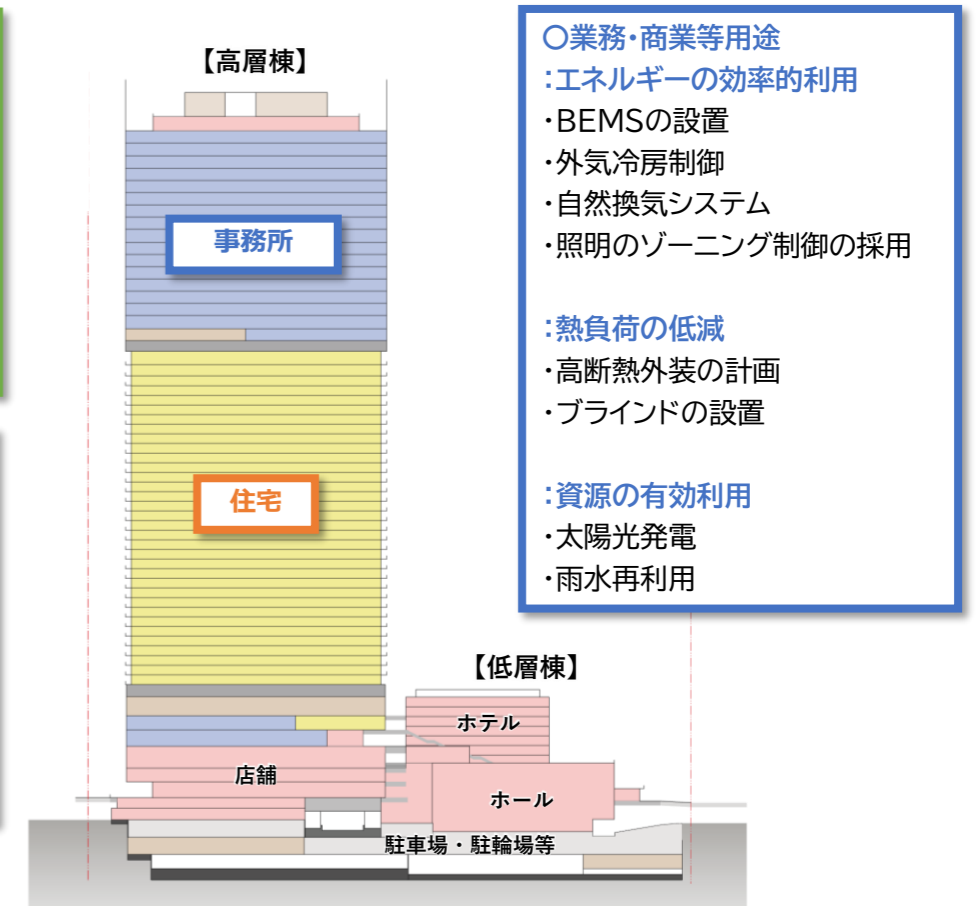 【高層棟】
事務所
住宅
【低層棟】
ホテル
店舗
ホール
駐車場・駐輪場等
〇業務・商業等用途
:エネルギーの効率的利用
・BEMSの設置
・外気冷房制御
・自然換気システム
・照明のゾーニング制御の採用
:熱負荷の低減
・高断熱外装の計画
・ブラインドの設置
:資源の有効利用
・太陽光発電
・雨水再利用